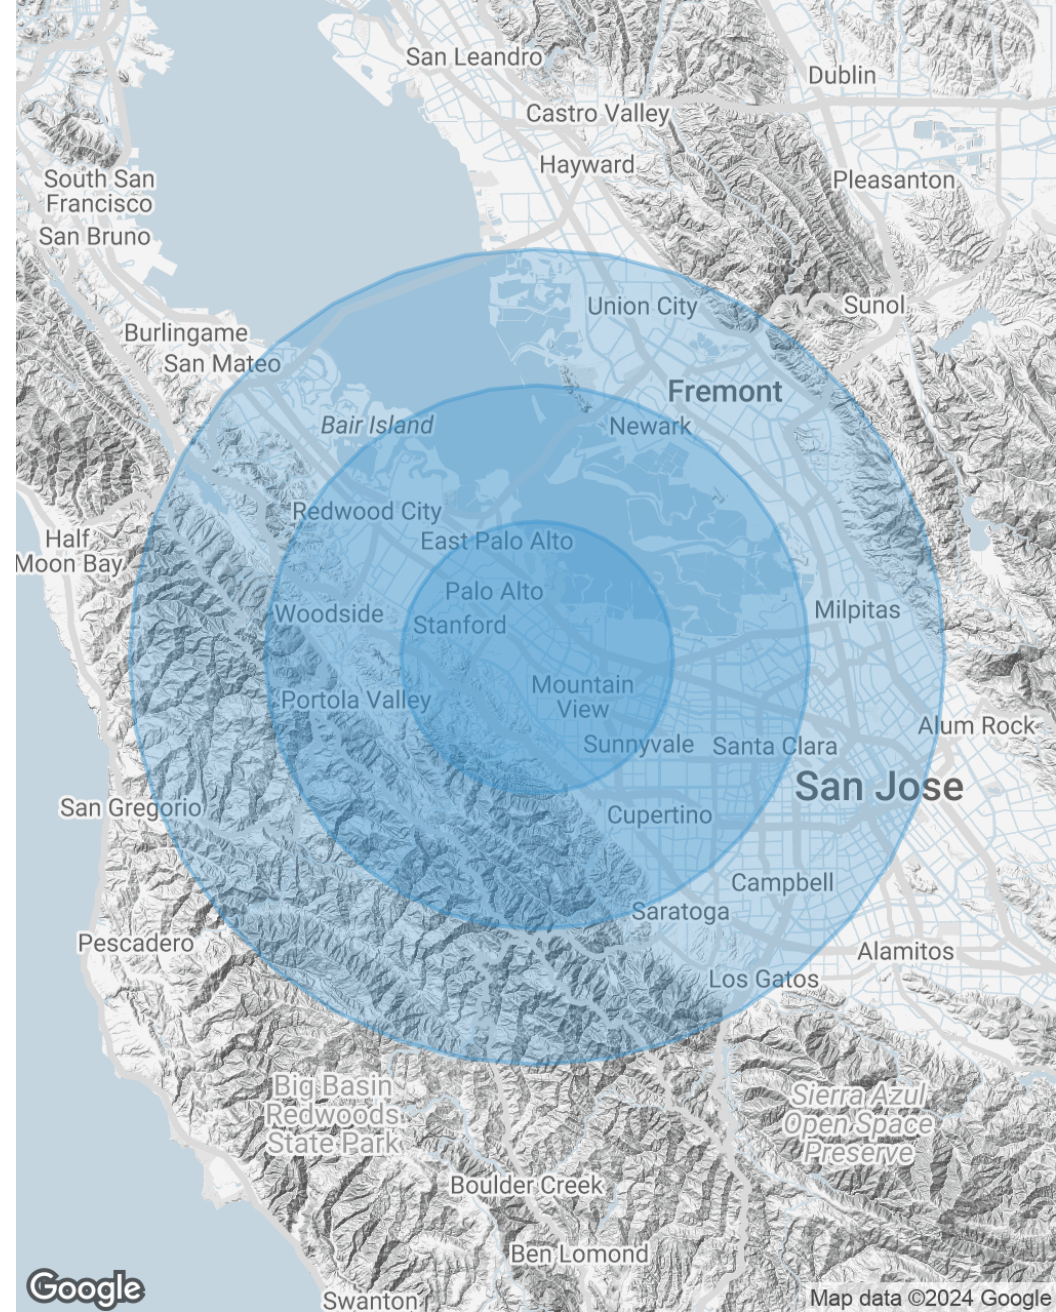 San Leandro
Dublin
Castro Valley
Hayward
South San
Francisco
Pleasanton
San Bruno
Union City
Sunol
Burlingame
San Mateo
Fremont
Bair Island
Newark
Redwood City
East Palo Alto
Half
Moon Bay
Palo Alto
Woodside
Stanford
Milpitas
Mountain
View
Portola Valley
Alum Rock
Sunnyvale
Santa Clara
San Jose
San Gregorio
Cupertino
Campbell
Saratoga
Pescadero
Alamitos
Los Gatos
Big Basin
Redwoods
State Park
Sierra Azul
Open Space
Preserve
Boulder Creek
Ben Lomond
Google
Swanton
Map data ©2024 Google